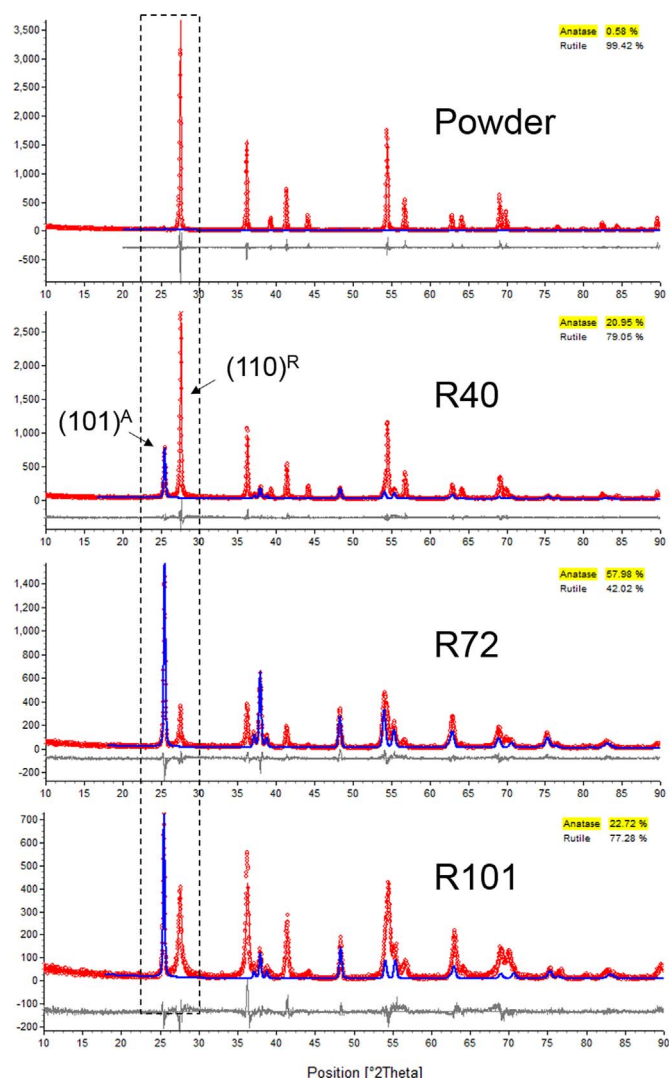 3,500
3,000
2,500
2,000
1,500
1,000
500
0
-500
Anatase 0.58 %
Rutile 99.42 %
Powder
10 15 20 25 30 35 40 45 50 55 60 65 70 75 80 85 90
2,500
2,000
1,500
1,000
500
0
Anatase 20.95 %
Rutile 79.05 %
(110)R
(101)A
R40
10 15 20 25 30 35 40 45 50 55 60 65 70 75 80 85 90
1,400
1,200
1,000
800
600
400
200
0
-200
Anatase 57.98 %
Rutile 42.02 %
R72
10 15 20 25 30 35 40 45 50 55 60 65 70 75 80 85 90
700
600
500
400
300
200
100
0
-100
-200
Anatase 22.72 %
Rutile 77.28 %
R101
10 15 20 25 30 35 40 45 50 55 60 65 70 75 80 85 90
Position [°2Theta]